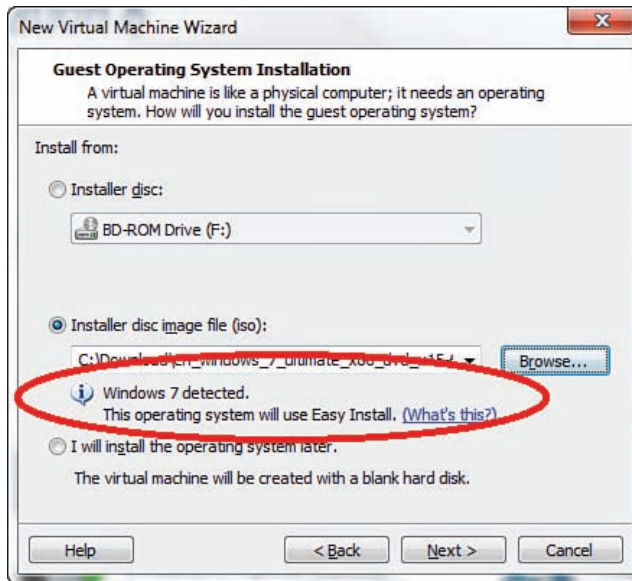 New Virtual Machine Wizard
Guest Operating System Installation
A virtual machine is like a physical computer; it needs an operating
system. How will you install the guest operating system?
Install from:
Installer disc:
BD-ROM Drive (F:)
Installer disc image file (iso):
C:\Download\en_windows_7_ultimate_x86_dvd_x15-
Browse...
Windows 7 detected.
This operating system will use Easy Install. (What's this?)
I will install the operating system later.
The virtual machine will be created with a blank hard disk.
Help
< Back
Next >
Cancel